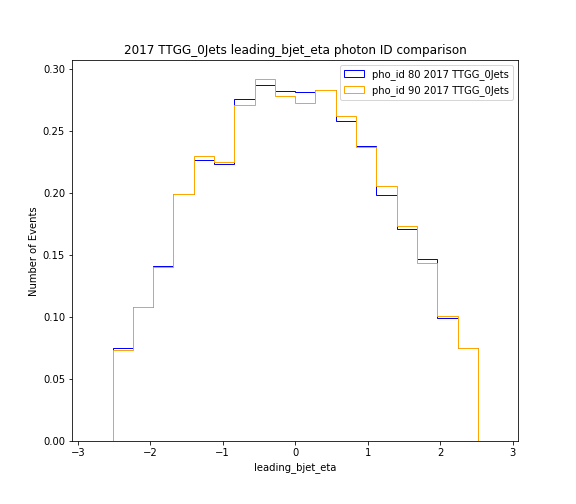 2017 TTGG_0Jets leading_bjet_eta photon ID comparison
pho_id 80 2017 TTGG_0Jets
pho_id 90 2017 TTGG_0Jets
Number of Events
0.30
0.25
0.20
0.15
0.10
0.05
0.00
−3 −2 −1 0 1 2 3
leading_bjet_eta